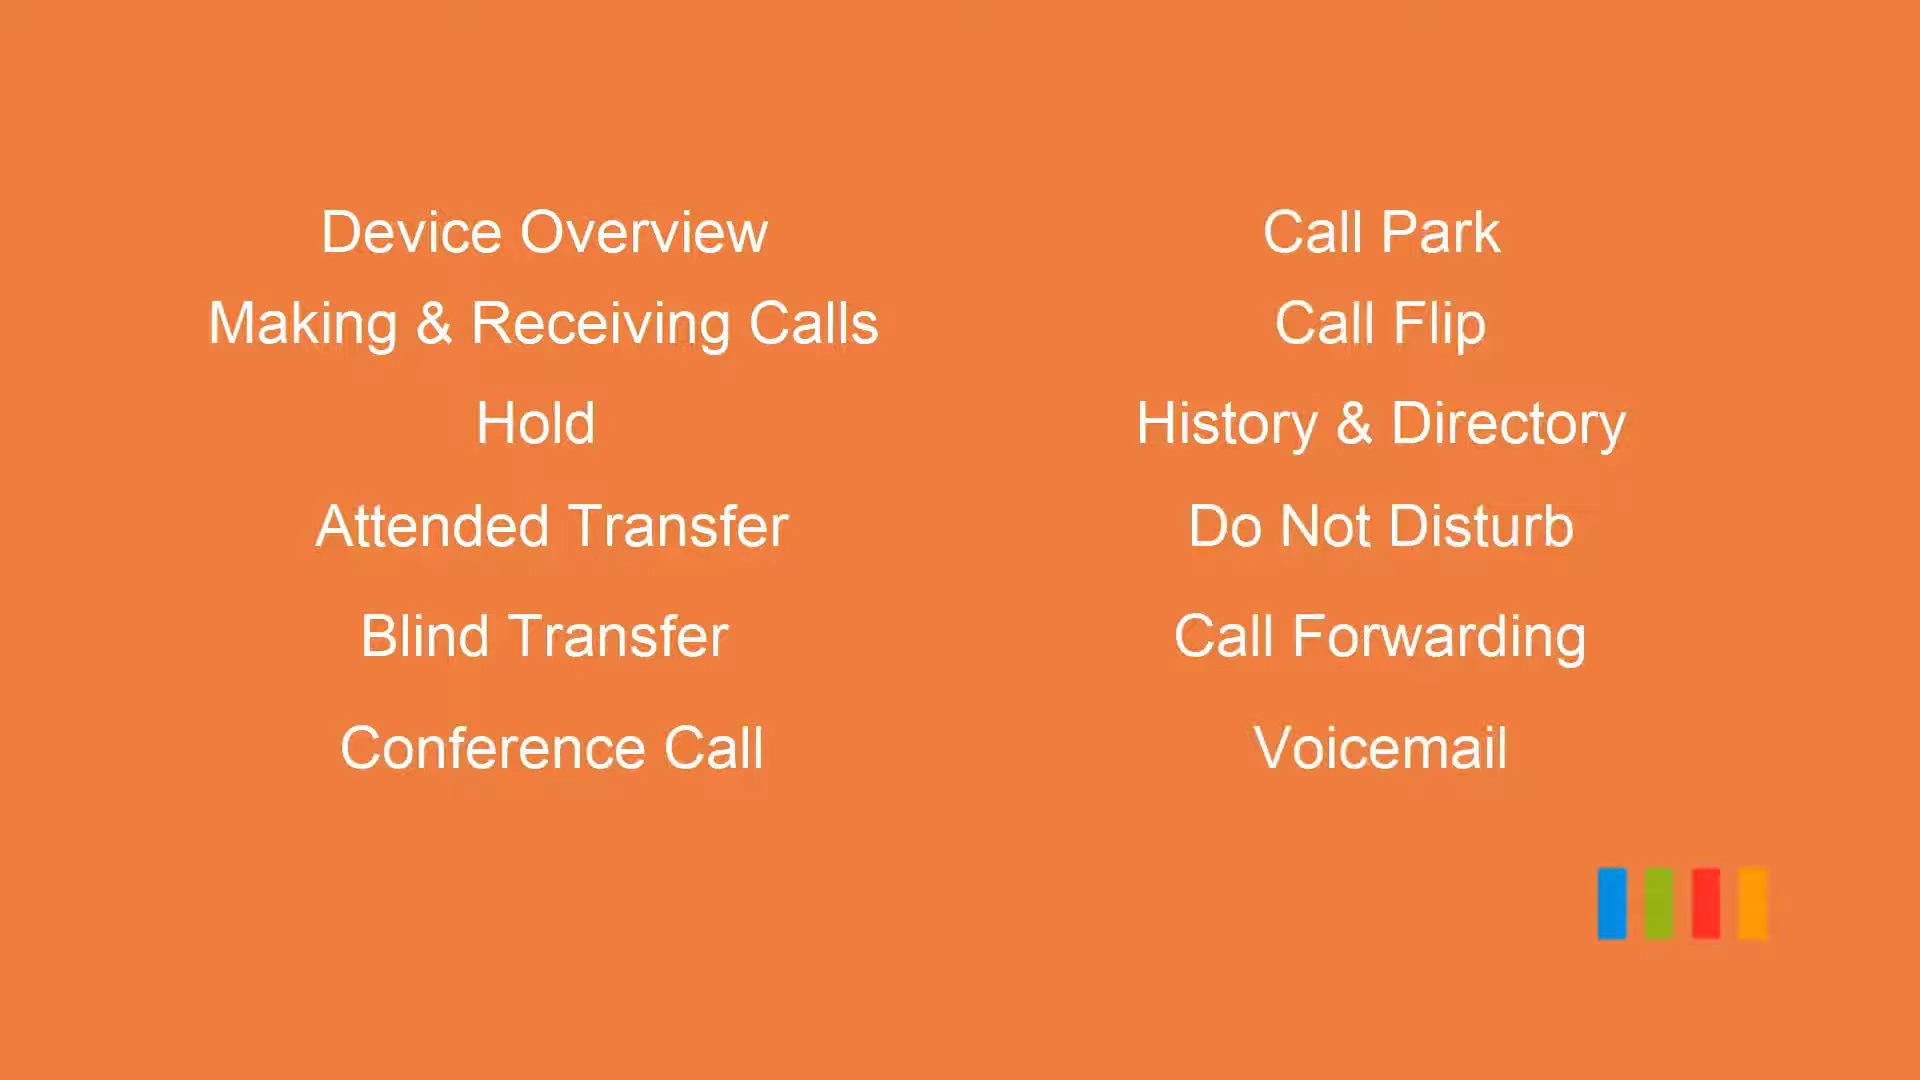 Device Overview
Making & Receiving Calls
Hold
Attended Transfer
Blind Transfer
Conference Call
Call Park
Call Flip
History & Directory
Do Not Disturb
Call Forwarding
Voicemail